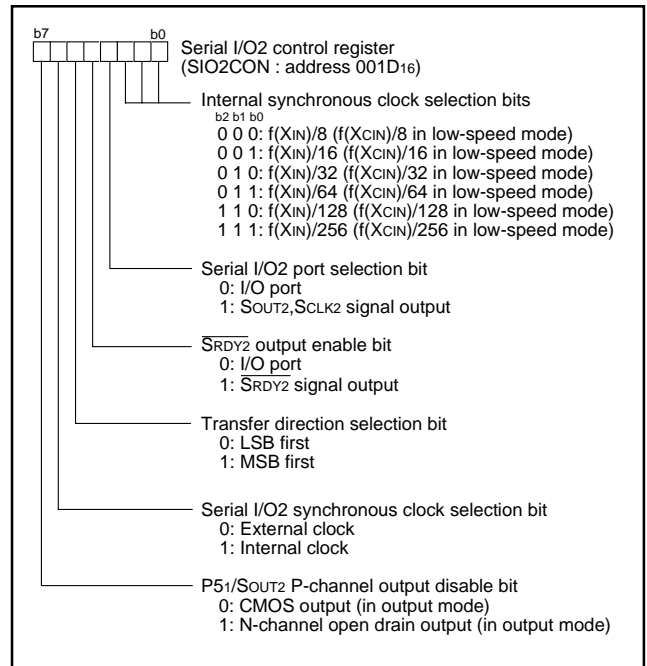 b7 b0
Serial I/O2 control register
(SIO2CON : address 001D16)
Internal synchronous clock selection bits
b2 b1 b0
0 0 0: f(XIN)/8 (f(XCIN)/8 in low-speed mode)
0 0 1: f(XIN)/16 (f(XCIN)/16 in low-speed mode)
0 1 0: f(XIN)/32 (f(XCIN)/32 in low-speed mode)
0 1 1: f(XIN)/64 (f(XCIN)/64 in low-speed mode)
1 1 0: f(XIN)/128 (f(XCIN)/128 in low-speed mode)
1 1 1: f(XIN)/256 (f(XCIN)/256 in low-speed mode)
Serial I/O2 port selection bit
0: I/O port
1: SOUT2,SCLK2 signal output
SRDY2 output enable bit
0: I/O port
1: SRDY2 signal output
Transfer direction selection bit
0: LSB first
1: MSB first
Serial I/O2 synchronous clock selection bit
0: External clock
1: Internal clock
P51/SOUT2 P-channel output disable bit
0: CMOS output (in output mode)
1: N-channel open drain output (in output mode)